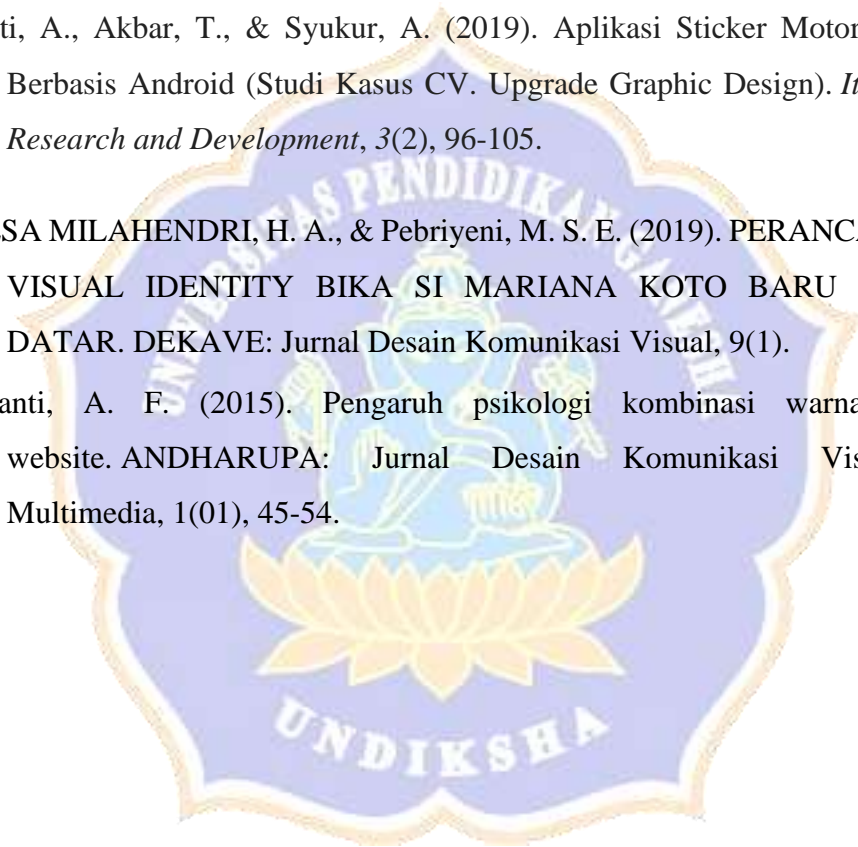 ti, A., Akbar, T., & Syukur, A. (2019). Aplikasi Sticker Motor
Berbasis Android (Studi Kasus CV. Upgrade Graphic Design). It
Research and Development, 3(2), 96-105.
SA MILAHENDRI, H. A., & Pebriyeni, M. S. E. (2019). PERANCA
VISUAL IDENTITY BIKA SI MARIANA KOTO BARU
DATAR. DEKAVE: Jurnal Desain Komunikasi Visual, 9(1).
anti, A. F. (2015). Pengaruh psikologi kombinasi warna
website. ANDHARUPA: Jurnal Desain Komunikasi Vis
Multimedia, 1(01), 45-54.
UNIVERSITAS PENDIDIKAN GANESHA
UNDIKSHA